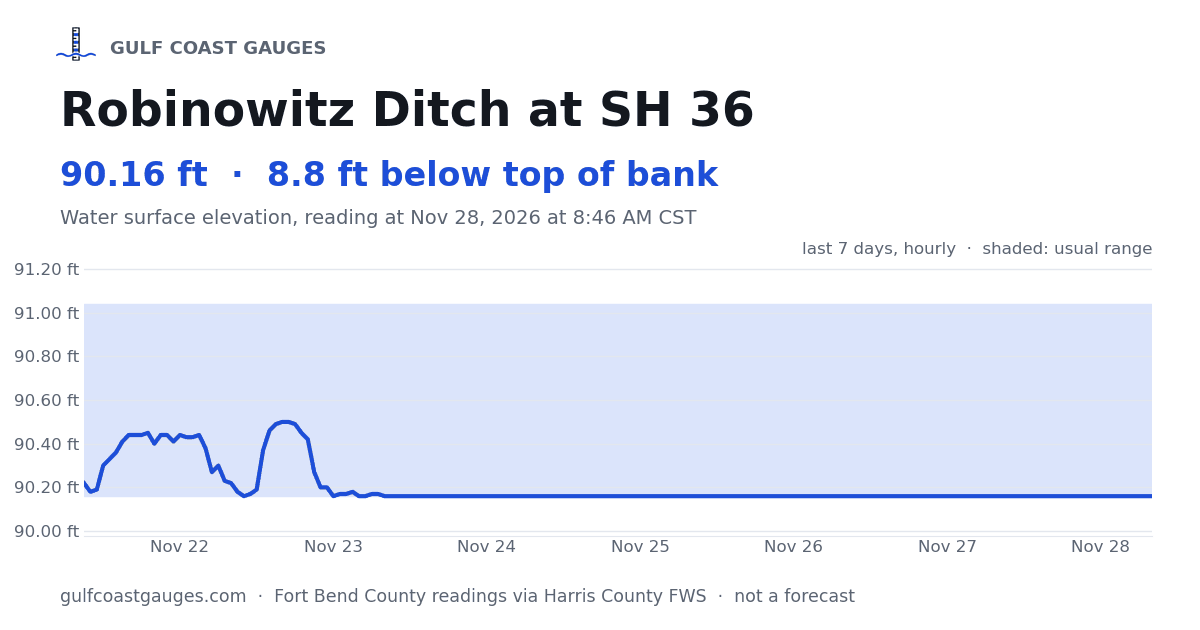 GULF COAST GAUGES
Robinowitz Ditch at SH 36
90.16 ft · 8.8 ft below top of bank
Water surface elevation, reading at Nov 28, 2026 at 8:46 AM CST
last 7 days, hourly · shaded: usual range
91.20 ft
91.00 ft
90.80 ft
90.60 ft
90.40 ft
90.20 ft
90.00 ft
Nov 22 Nov 23 Nov 24 Nov 25 Nov 26 Nov 27 Nov 28
gulfcoastgauges.com · Fort Bend County readings via Harris County FWS · not a forecast